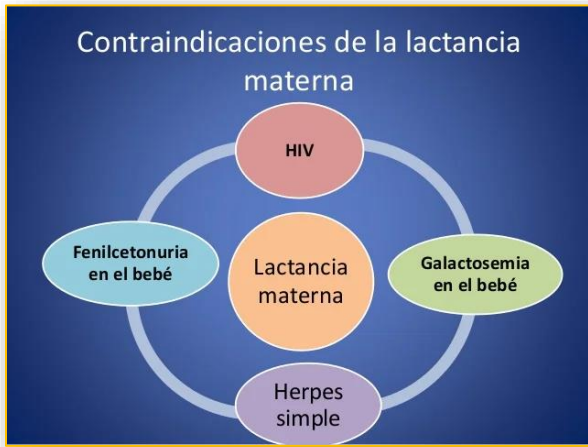 Contraindicaciones de la lactancia
materna
HIV
Fenilcetonuria
en el bebé
Lactancia
materna
Galactosemia
en el bebé
Herpes
simple